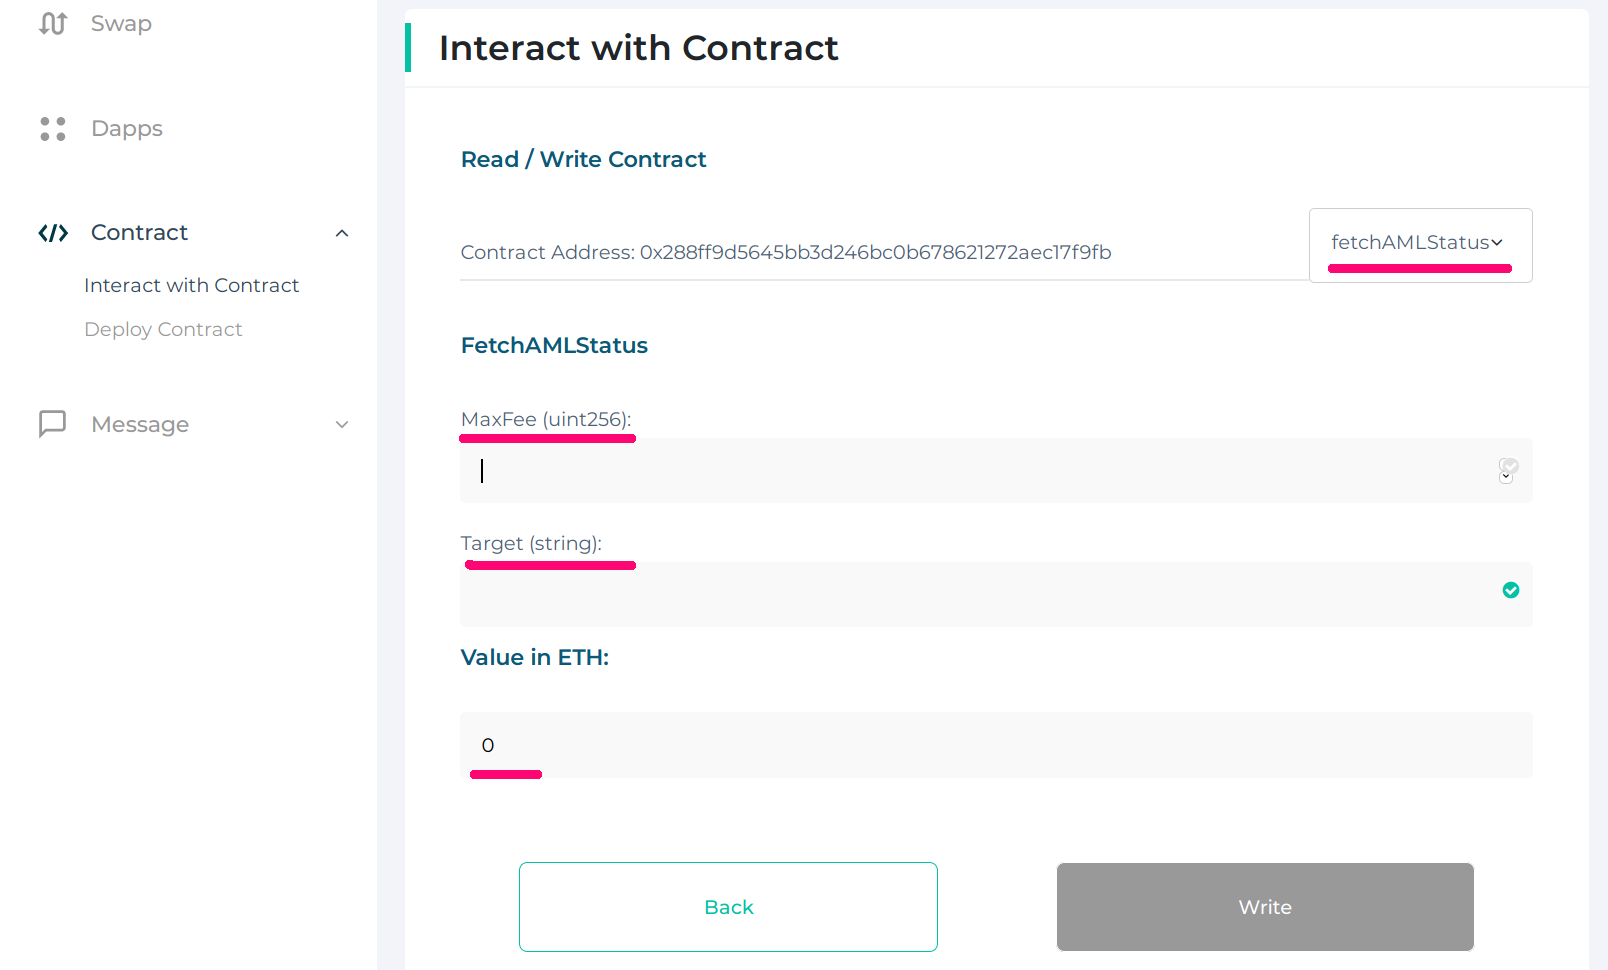 Swap
Dapps
Contract
Interact with Contract
Deploy Contract
Message
Interact with Contract
Read / Write Contract
Contract Address: 0x288ff9d5645bb3d246bc0b678621272aec17f9fb
fetchAMLStatus
FetchAMLStatus
MaxFee (uint256):
Target (string):
Value in ETH:
0
Back
Write